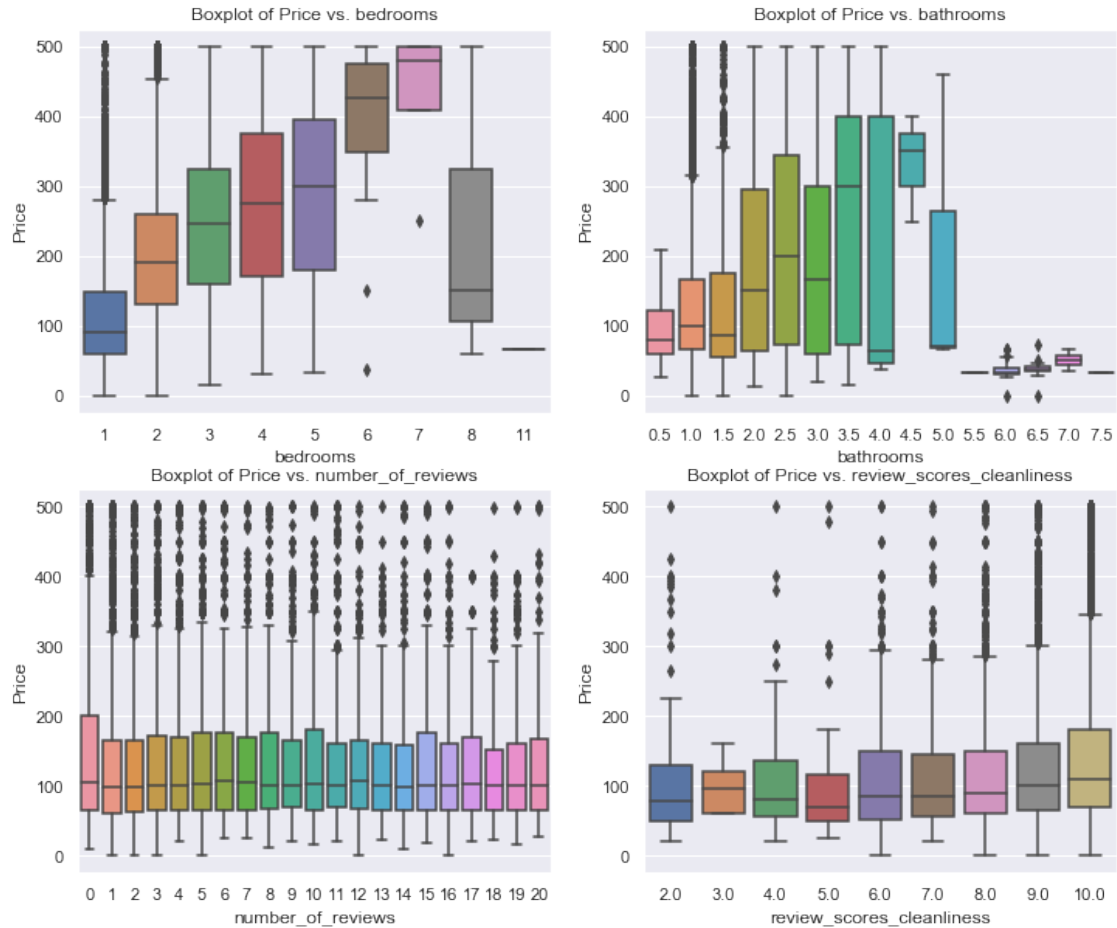 Boxplot of Price vs. bedrooms
500
400
300
200
100
0
Price
1 2 3 4 5 6 7 8 11
bedrooms
Boxplot of Price vs. bathrooms
500
400
300
200
100
0
Price
0.5 1.0 1.5 2.0 2.5 3.0 3.5 4.0 4.5 5.0 5.5 6.0 6.5 7.0 7.5
bathrooms
Boxplot of Price vs. number_of_reviews
500
400
300
200
100
0
Price
0 1 2 3 4 5 6 7 8 9 10 11 12 13 14 15 16 17 18 19 20
number_of_reviews
Boxplot of Price vs. review_scores_cleanliness
500
400
300
200
100
0
Price
2.0 3.0 4.0 5.0 6.0 7.0 8.0 9.0 10.0
review_scores_cleanliness